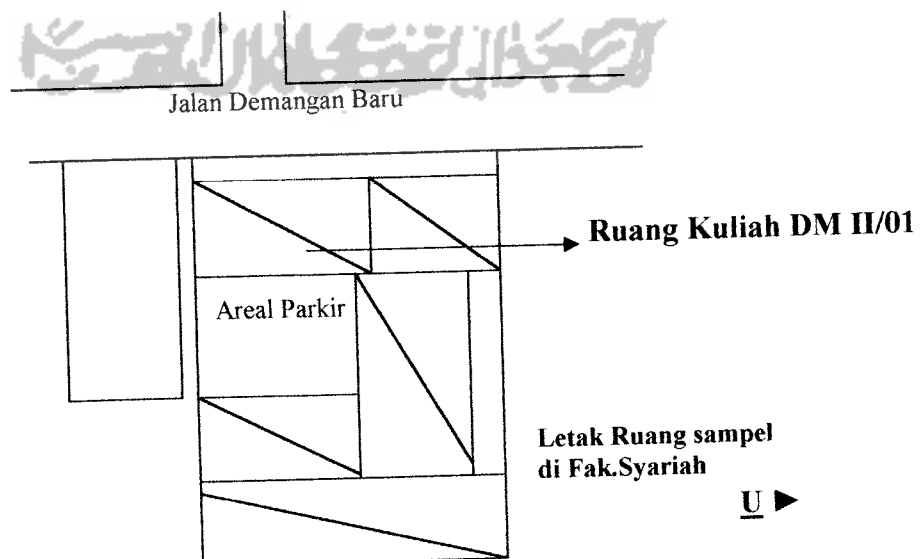 Jalan Demangan Baru
Ruang Kuliah DM II/01
Areal Parkir
Letak Ruang sampel
di Fak.Syariah
U